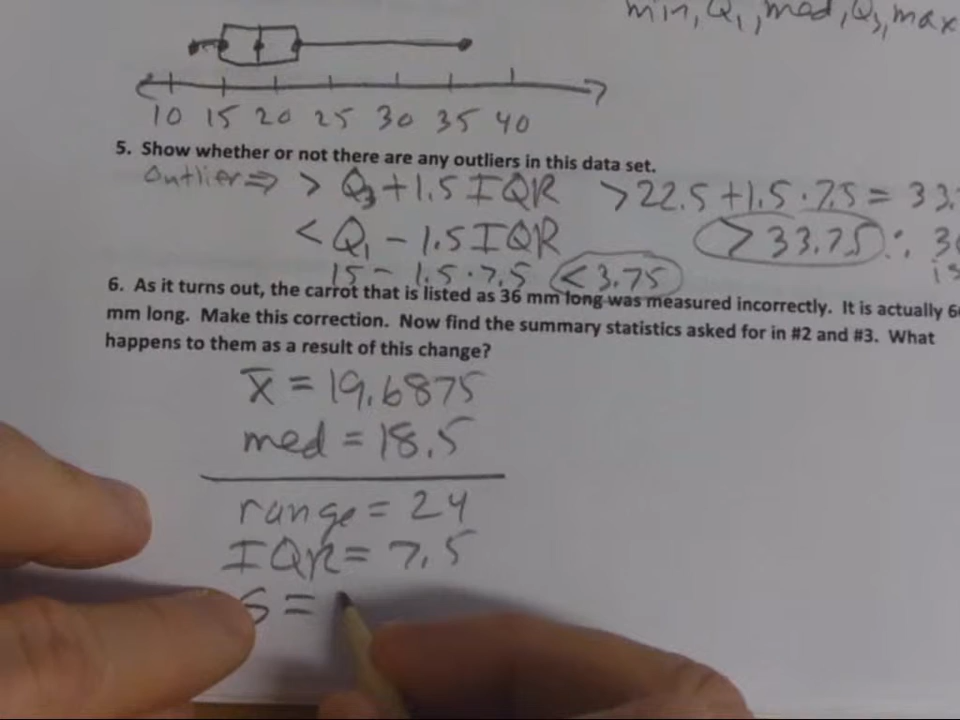 min, Q1, med, Q3, max
10 15 20 25 30 35 40
5. Show whether or not there are any outliers in this data set.
Outlier ⇒ > Q3 + 1.5 IQR > 22.5 + 1.5 · 7.5 = 33.
< Q1 - 1.5 IQR > 33.75 ∴
15 - 1.5 · 7.5 < 3.75 is
6. As it turns out, the carrot that is listed as 36 mm long was measured incorrectly. It is actually
mm long. Make this correction. Now find the summary statistics asked for in #2 and #3. What
happens to them as a result of this change?
x̄ = 19.6875
med = 18.5
range = 24
IQR = 7.5
S =